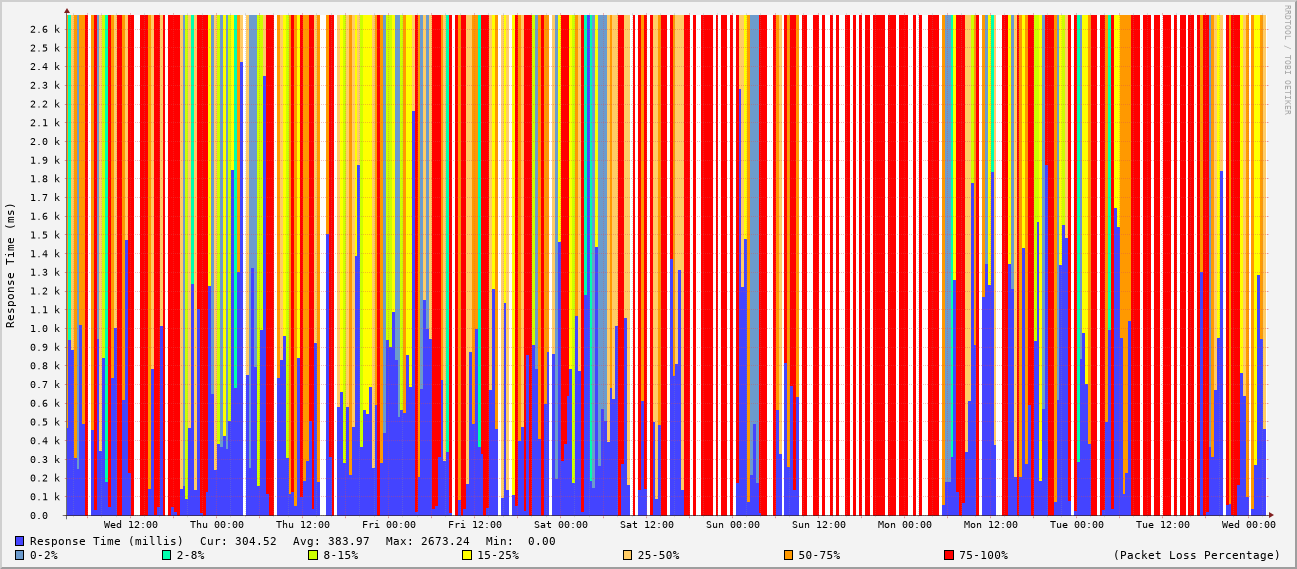 RRDTOOL / TOBI OETIKER
Response Time (ms)
2.6 k
2.5 k
2.4 k
2.3 k
2.2 k
2.1 k
2.0 k
1.9 k
1.8 k
1.7 k
1.6 k
1.5 k
1.4 k
1.3 k
1.2 k
1.1 k
1.0 k
0.9 k
0.8 k
0.7 k
0.6 k
0.5 k
0.4 k
0.3 k
0.2 k
0.1 k
0.0
Wed 12:00 Thu 00:00 Thu 12:00 Fri 00:00 Fri 12:00 Sat 00:00 Sat 12:00 Sun 00:00 Sun 12:00 Mon 00:00 Mon 12:00 Tue 00:00 Tue 12:00 Wed 00:00
Response Time (millis) Cur: 304.52 Avg: 383.97 Max: 2673.24 Min: 0.00
0-2% 2-8% 8-15% 15-25% 25-50% 50-75% 75-100% (Packet Loss Percentage)